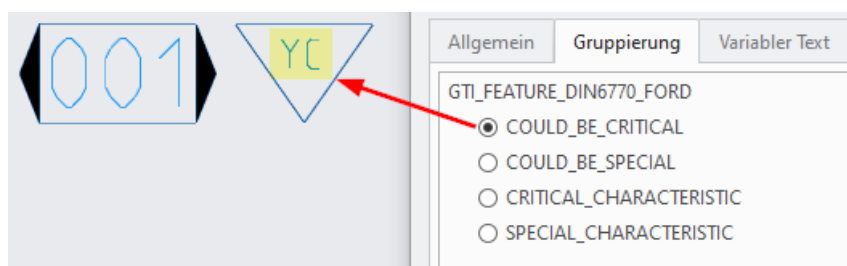 001 YC
Allgemein Gruppierung Variabler Text
GTI_FEATURE_DIN6770_FORD
COULD_BE_CRITICAL
COULD_BE_SPECIAL
CRITICAL_CHARACTERISTIC
SPECIAL_CHARACTERISTIC